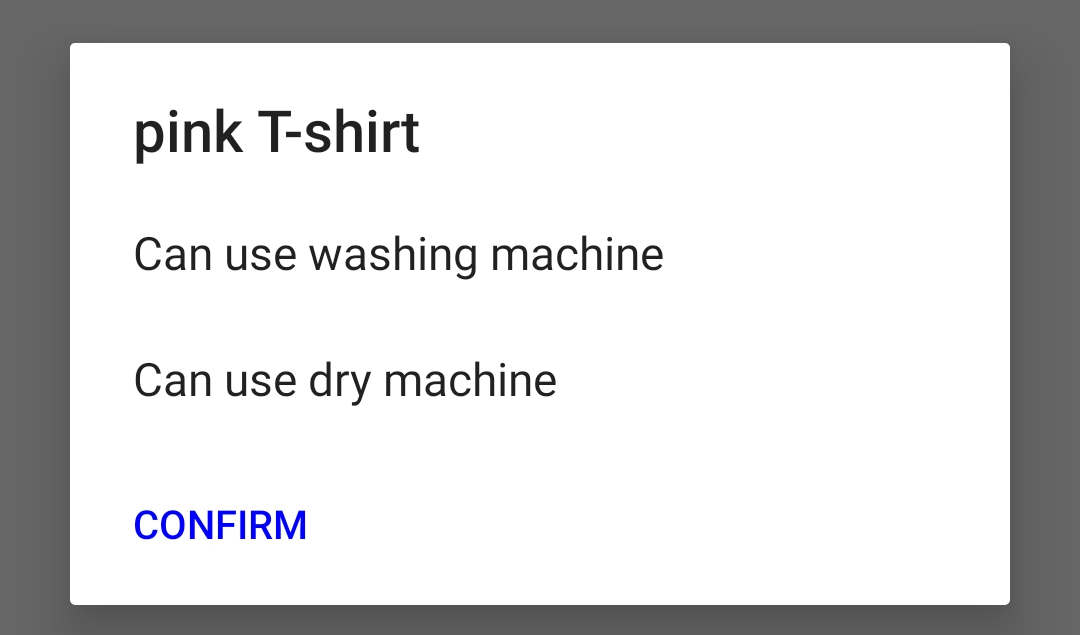 pink T-shirt
Can use washing machine
Can use dry machine
CONFIRM